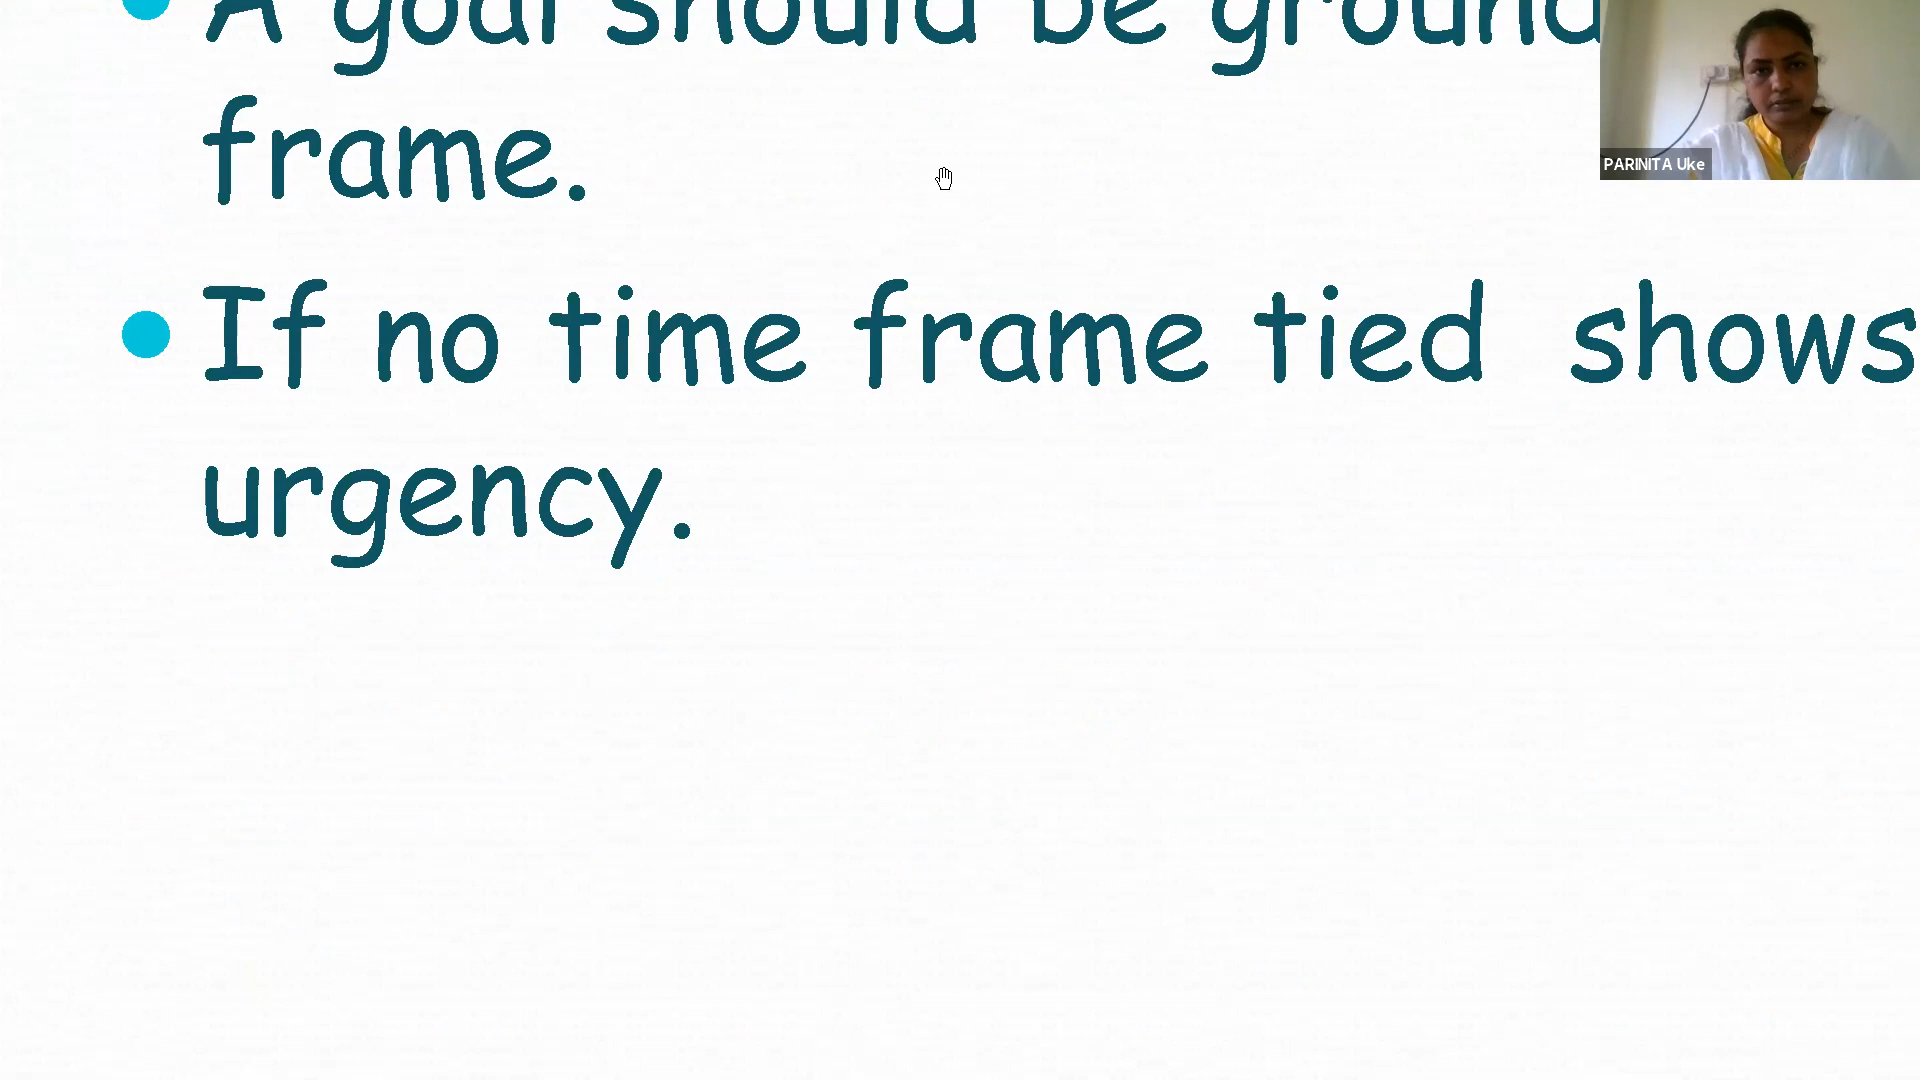 A goal should be ground
frame.
If no time frame tied shows
urgency.
PARINITA Uke